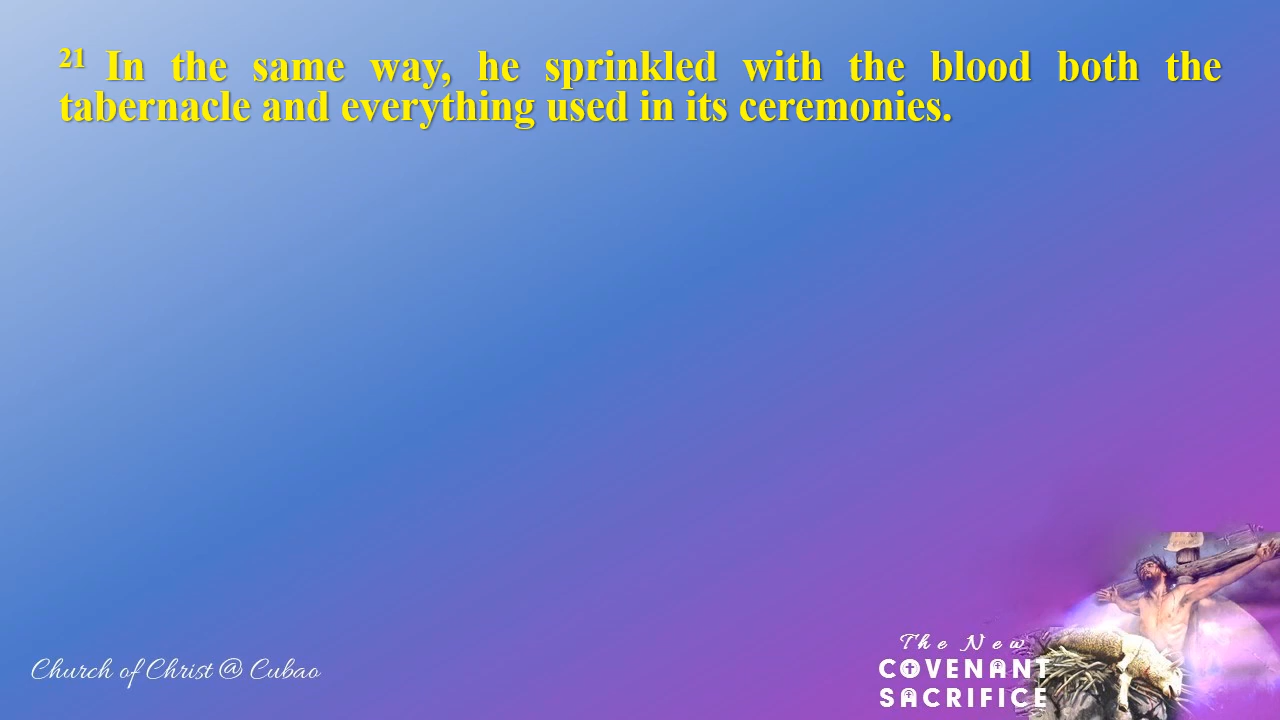 21 In the same way, he sprinkled with the blood both the
tabernacle and everything used in its ceremonies.
Church of Christ @ Cubao
The New
COVENANT
SACRIFICE